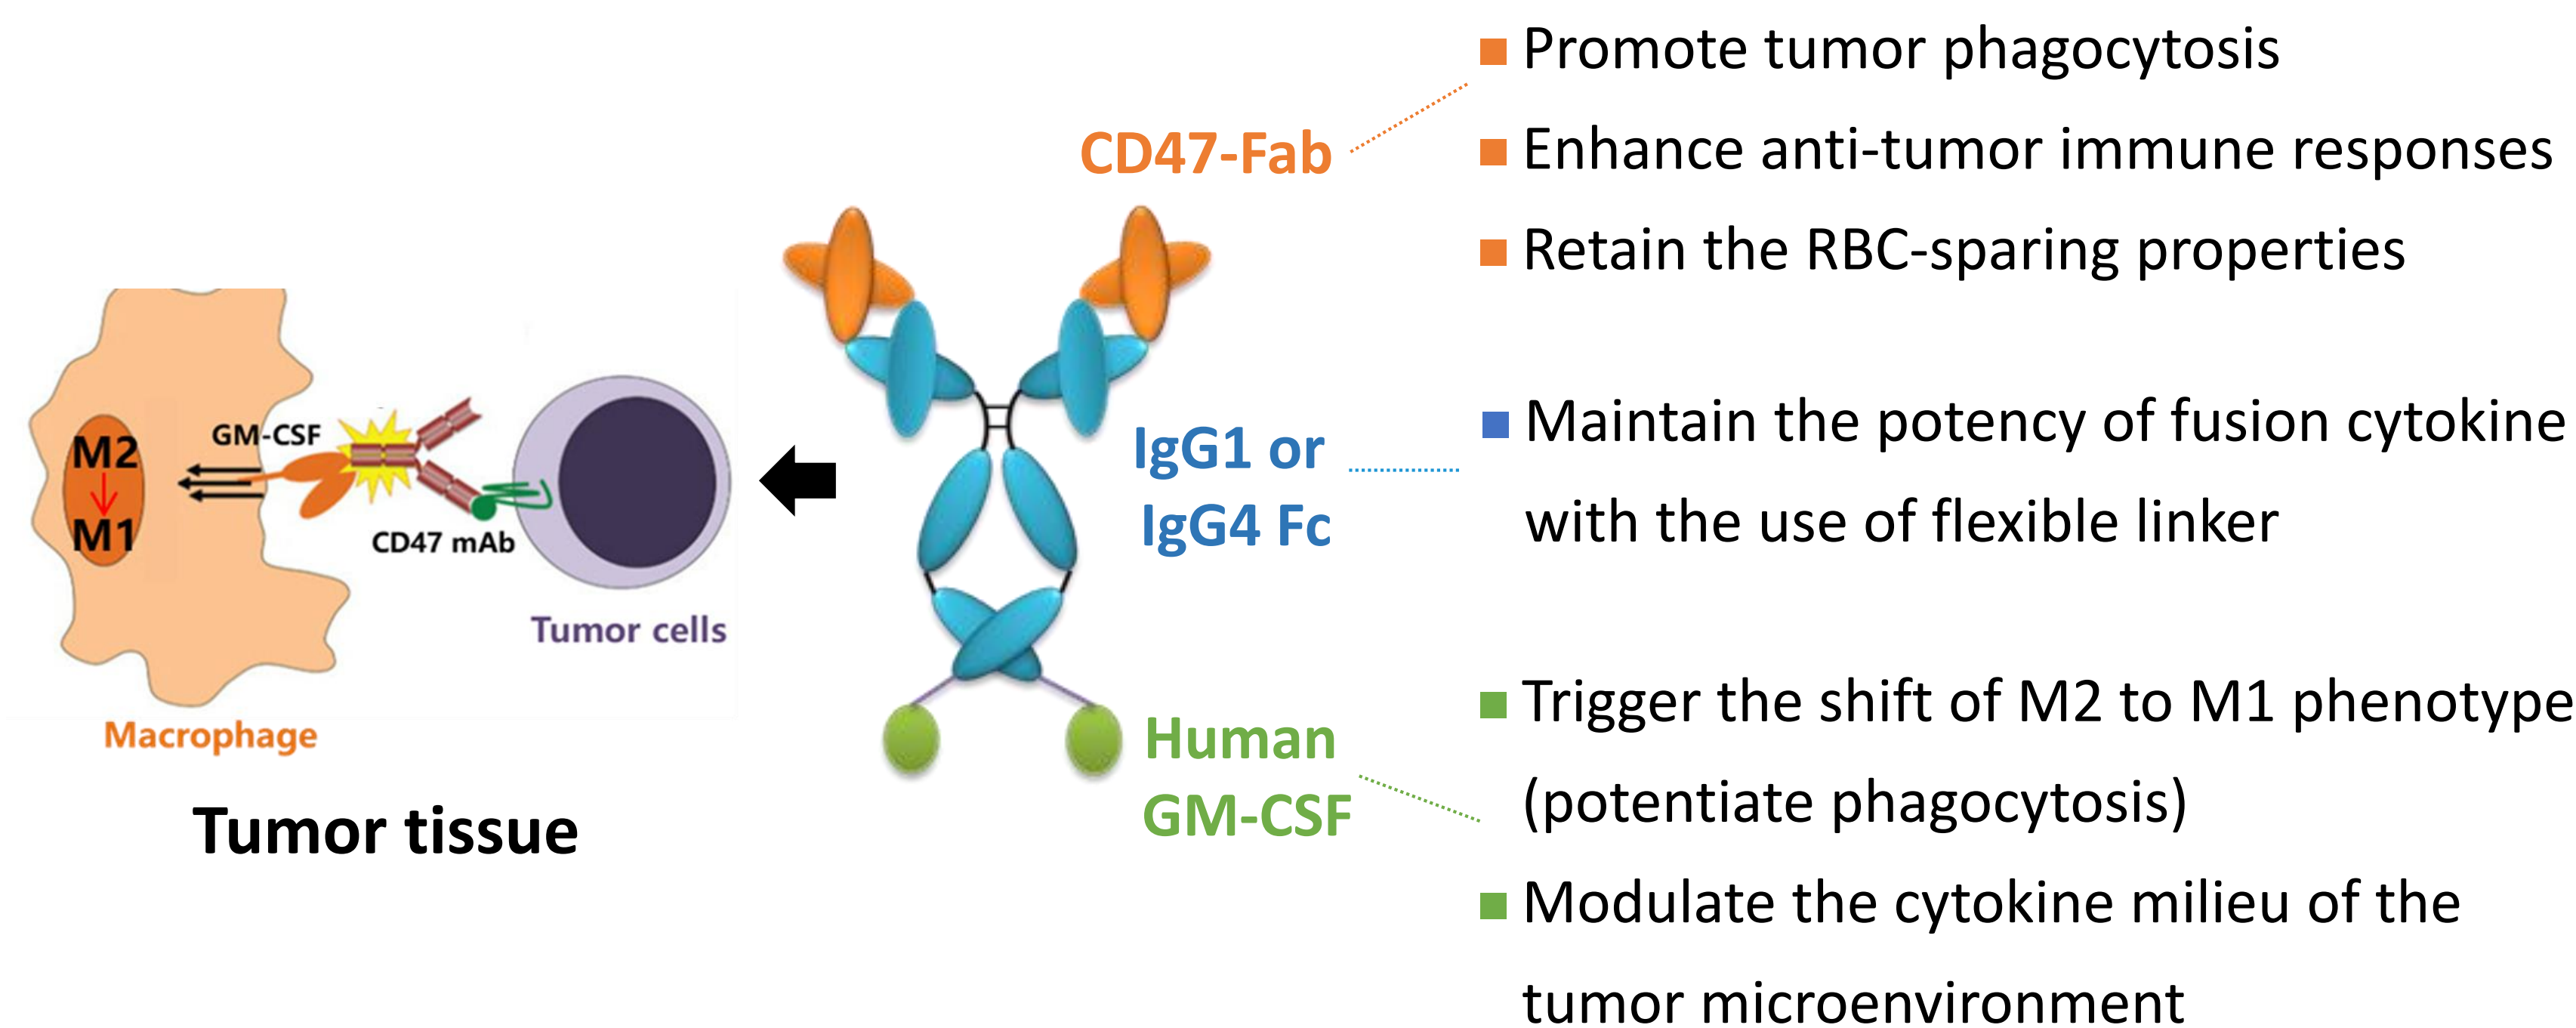 Promote tumor phagocytosis
Enhance anti-tumor immune responses
Retain the RBC-sparing properties
CD47-Fab
Maintain the potency of fusion cytokine
with the use of flexible linker
IgG1 or
IgG4 Fc
Trigger the shift of M2 to M1 phenotype
(potentiate phagocytosis)
Modulate the cytokine milieu of the
tumor microenvironment
Human
GM-CSF
M2
M1
GM-CSF
CD47 mAb
Tumor cells
Macrophage
Tumor tissue